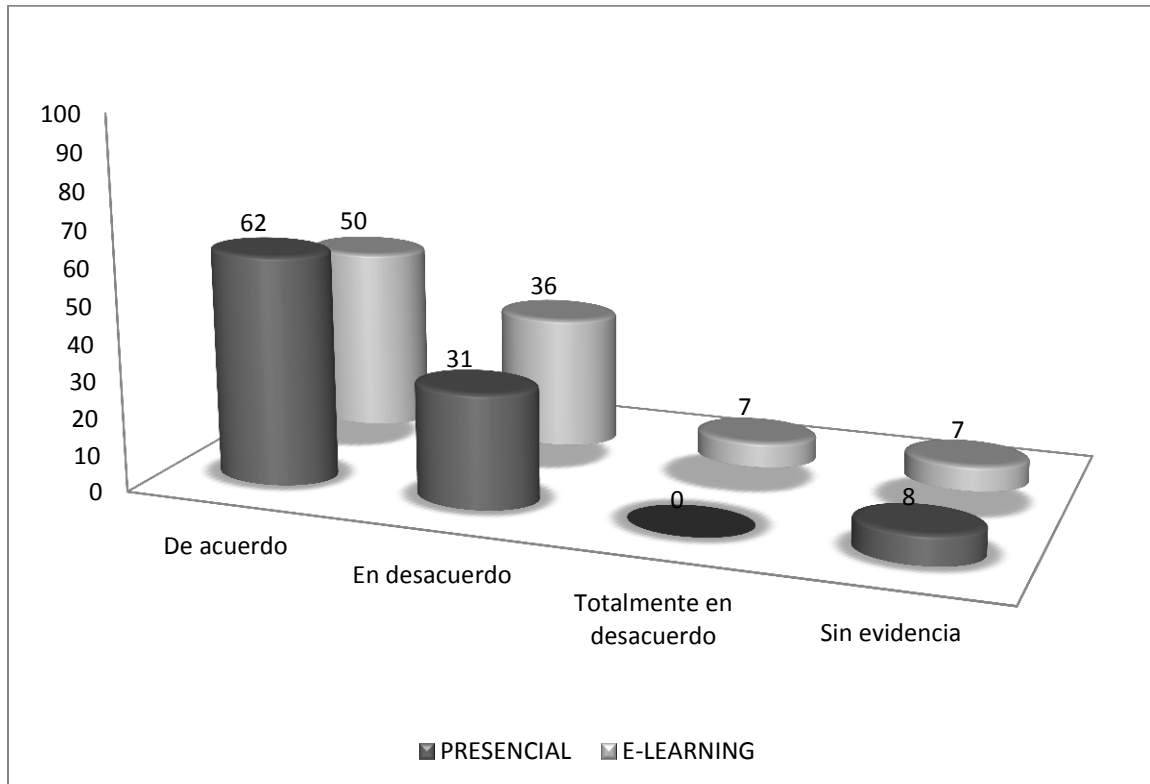 100
90
80
70
60
50
40
30
20
10
0
62
50
31
36
0
7
8
7
De acuerdo
En desacuerdo
Totalmente en
desacuerdo
Sin evidencia
PRESENCIAL
E-LEARNING